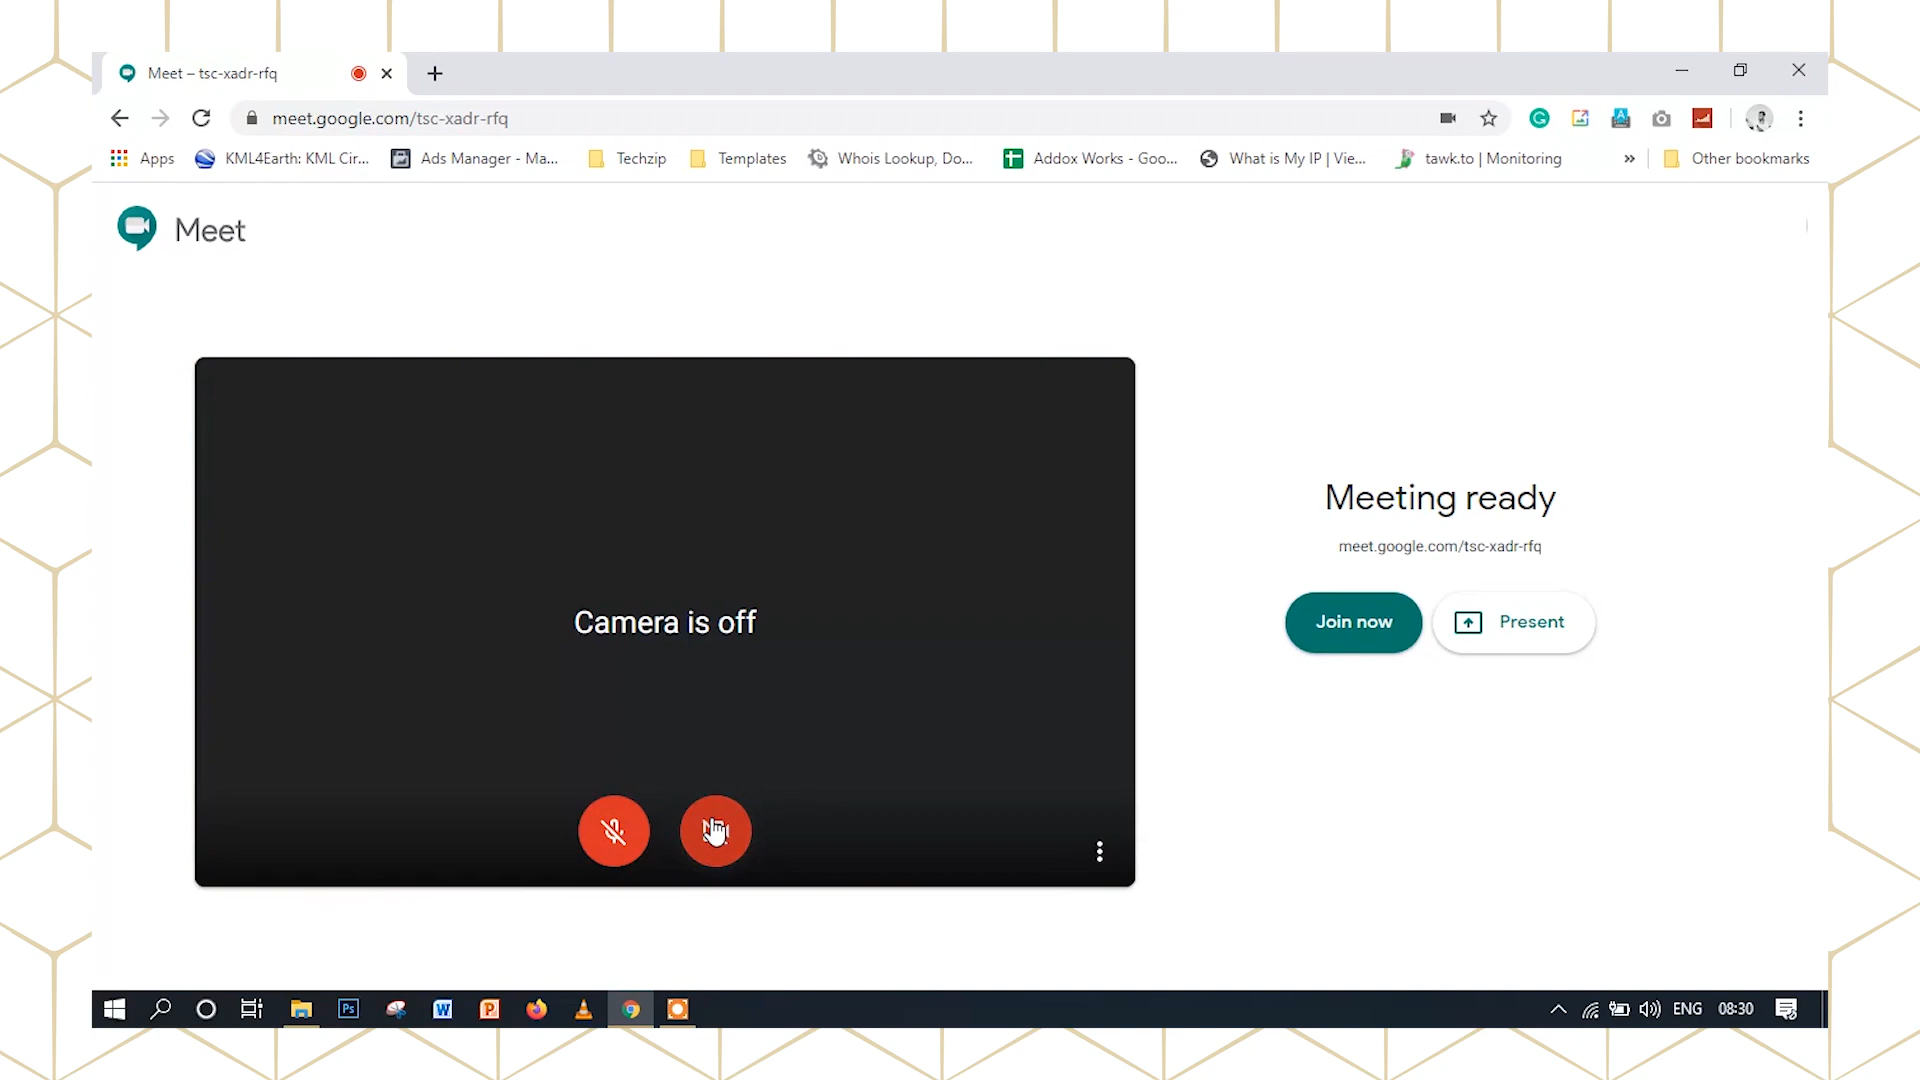 Meet – tsc-xadr-rfq
meet.google.com/tsc-xadr-rfq
Apps KML4Earth: KML Cir... Ads Manager - Ma... Techzip Templates Whois Lookup, Do... Addox Works - Goo... What is My IP | Vie... tawk.to | Monitoring » Other bookmarks
Meet
Meeting ready
meet.google.com/tsc-xadr-rfq
Camera is off
Join now Present
Ps W P ENG 08:30